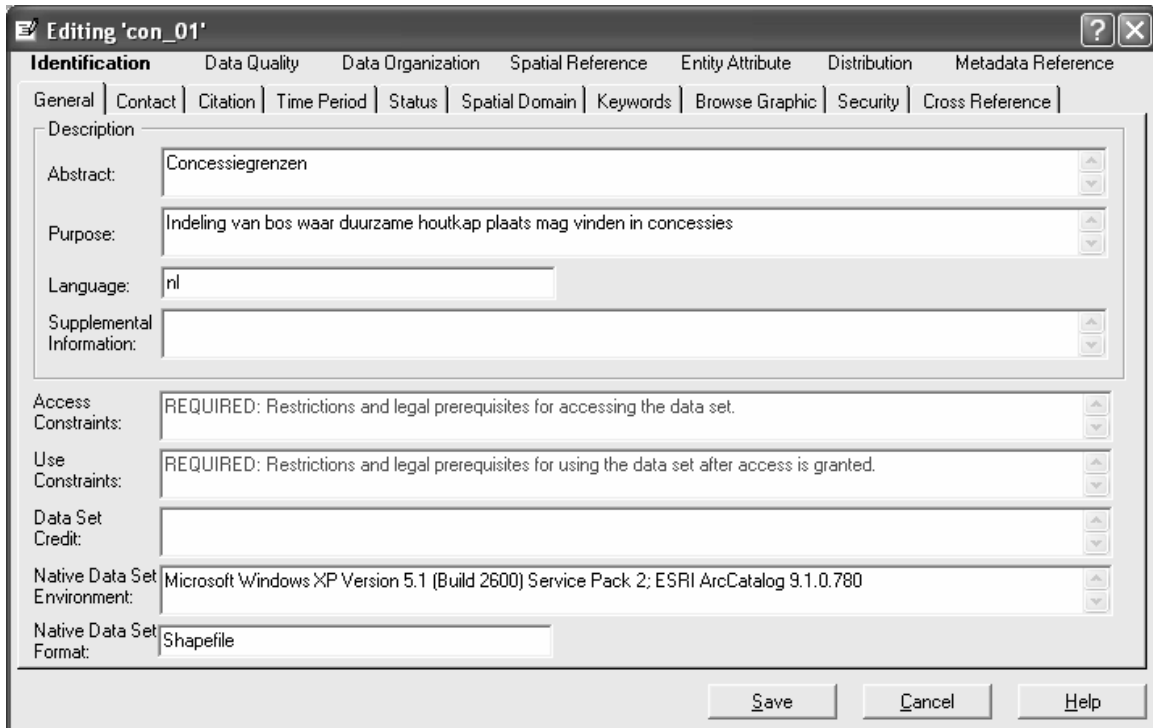 Editing 'con_01'
Identification Data Quality Data Organization Spatial Reference Entity Attribute Distribution Metadata Reference
General Contact Citation Time Period Status Spatial Domain Keywords Browse Graphic Security Cross Reference
Description
Abstract: Concessiegrenzen
Purpose: Indeling van bos waar duurzame houtkap plaats mag vinden in concessies
Language: nl
Supplemental
Information:
Access
Constraints: REQUIRED: Restrictions and legal prerequisites for accessing the data set.
Use
Constraints: REQUIRED: Restrictions and legal prerequisites for using the data set after access is granted.
Data Set
Credit:
Native Data Set
Environment: Microsoft Windows XP Version 5.1 (Build 2600) Service Pack 2; ESRI ArcCatalog 9.1.0.780
Native Data Set
Format: Shapefile
Save Cancel Help